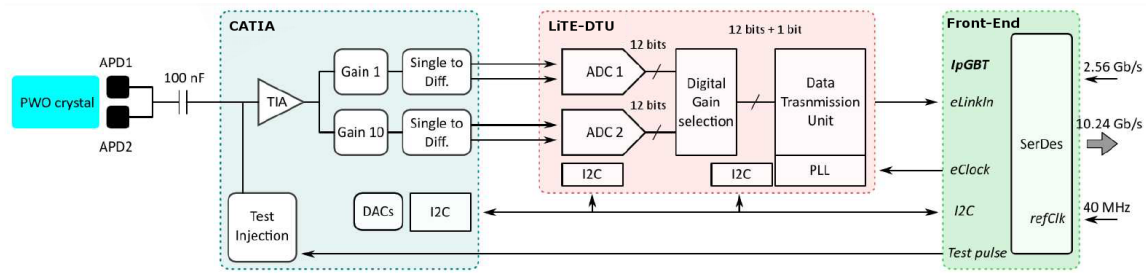 CATIA
LiTE-DTU
Front-End
12 bits + 1 bit
APD1
100 nF
PWO crystal
APD2
TIA
Gain 1
Single to
Diff.
Gain 10
Single to
Diff.
12 bits
ADC 1
12 bits
ADC 2
Digital
Gain
selection
Data
Trasnmission
Unit
PLL
I2C
I2C
DACs
I2C
Test
Injection
lpGBT
eLinkIn
eClock
I2C
Test pulse
SerDes
refClk
2.56 Gb/s
10.24 Gb/s
40 MHz